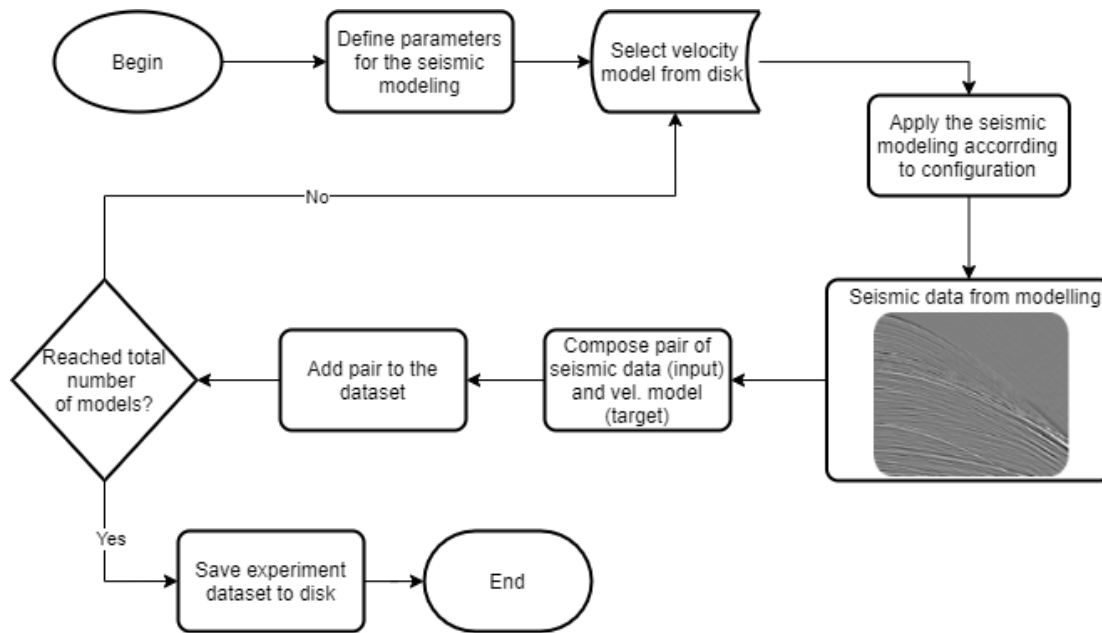 Begin
Define parameters
for the seismic
modeling
Select velocity
model from disk
Apply the seismic
modeling accorrding
to configuration
No
Seismic data from modelling
Compose pair of
seismic data (input)
and vel. model
(target)
Add pair to the
dataset
Reached total
number
of models?
Yes
Save experiment
dataset to disk
End